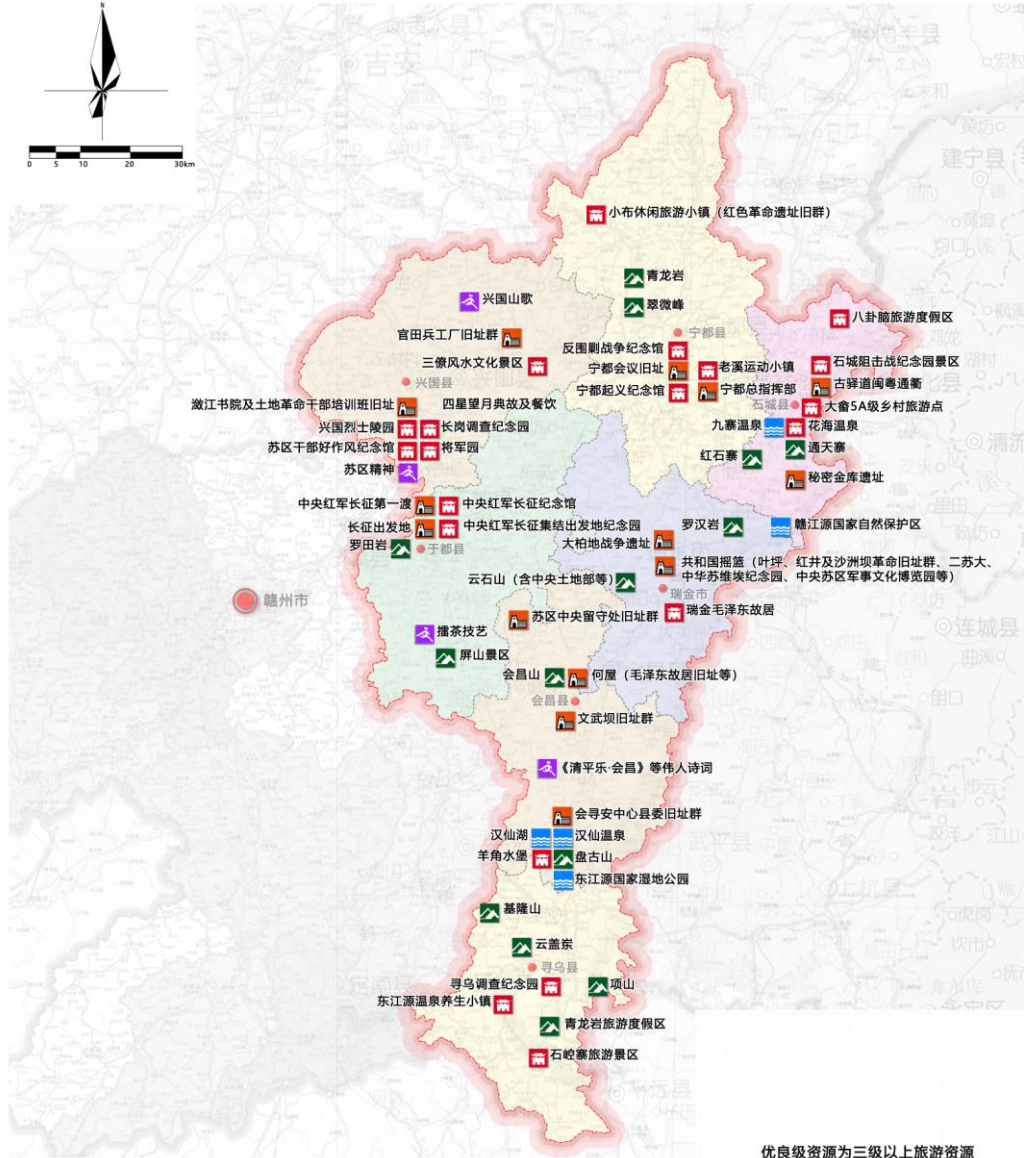 N
0 5 10 20 30km
吉安
建宁县
小布休闲旅游小镇（红色革命遗址旧群）
青龙岩
兴国山歌
翠微峰
八卦脑旅游度假区
宁都县
官田兵工厂旧址群
反围剿战争纪念馆
三僚风水文化景区
宁都会议旧址
老溪运动小镇
石城阻击战纪念园景区
兴国县
宁都起义纪念馆
宁都总指挥部
古驿道闽粤通衢
潋江书院及土地革命干部培训班旧址
四星望月典故及餐饮
石城县
大畲5A级乡村旅游点
兴国烈士陵园
长岗调查纪念园
九寨温泉
花海温泉
苏区干部好作风纪念馆
将军园
红石寨
通天寨
苏区精神
秘密金库遗址
中央红军长征第一渡
中央红军长征纪念馆
长征出发地
中央红军长征集结出发地纪念园
罗汉岩
赣江源国家自然保护区
罗田岩
于都县
大柏地战争遗址
共和国摇篮（叶坪、红井及沙洲坝革命旧址群、二苏大、
中华苏维埃纪念园、中央苏区军事文化博览园等）
云石山（含中央土地部等）
瑞金市
赣州市
苏区中央留守处旧址群
瑞金毛泽东故居
连城县
擂茶技艺
曲溪
屏山景区
会昌山
何屋（毛泽东故居旧址等）
朋口
会昌县
文武坝旧址群
《清平乐·会昌》等伟人诗词
会寻安中心县委旧址群
武平县
汉仙湖
汉仙温泉
羊角水堡
盘古山
东江源国家湿地公园
上杭县
基隆山
云盖岽
寻乌县
寻乌调查纪念园
项山
东江源温泉养生小镇
青龙岩旅游度假区
石崆寨旅游景区
优良级资源为三级以上旅游资源